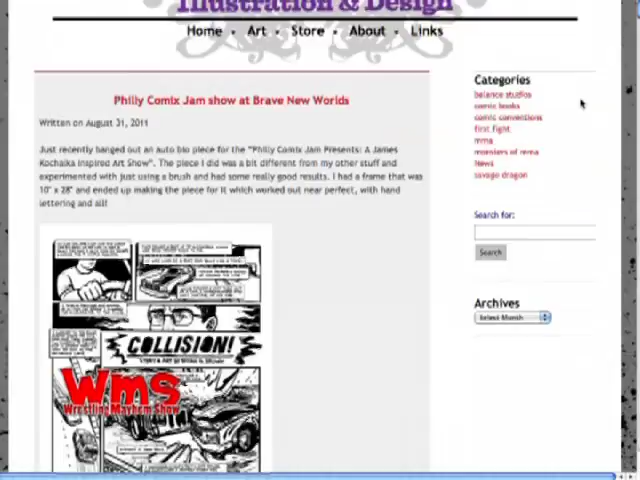 Illustration & Design
Home • Art • Store • About • Links
Philly Comix Jam show at Brave New Worlds
Written on August 31, 2011
Just recently banged out an auto bio piece for the "Philly Comix Jam Presents: A James
Kochalka Inspired Art Show". The piece I did was a bit different from my other stuff and
experimented with just using a brush and had some really good results. I had a frame that was
10" x 28" and ended up making the piece for it which worked out near perfect, with hand
lettering and all!
COLLISION!
WMS
Wrestling Mayhem Show
Categories
balance studios
comic books
comic conventions
first fight
mma
monsters of mma
News
savage dragon
Search for:
Search
Archives
Select Month